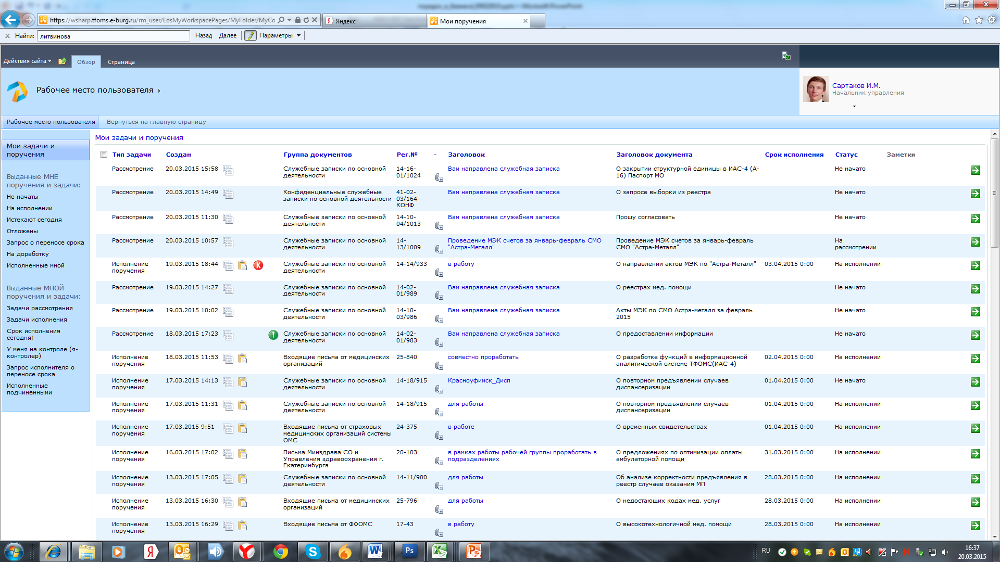 https://wsharp.tfoms.e-burg.ru/rm_user/EosMyWorkspacePages/MyFolder/MyCo
Яндекс
Мои поручения
Найти: литвинова Назад Далее Параметры
Действия сайта Обзор Страница
Рабочее место пользователя
Сартаков И.М.
Начальник управления
Рабочее место пользователя Вернуться на главную страницу
Мои задачи и
поручения
Выданные МНЕ
поручения и задачи:
Не начаты
На исполнении
Истекают сегодня
Отложены
Запрос о переносе срока
На доработку
Исполненные мной
Выданные МНОЙ
поручения и задачи:
Задачи рассмотрения
Задачи исполнения
Срок исполнения
сегодня!
У меня на контроле (я-
контролер)
Запрос исполнителя о
переносе срока
Исполненные
подчиненными
Мои задачи и поручения
Тип задачи Создан Группа документов Рег.№ - Заголовок Заголовок документа Срок исполнения Статус Заметки
Рассмотрение 20.03.2015 15:58 Служебные записки по основной 14-16- Вам направлена служебная записка О закрытии структурной единицы в ИАС-4 (А- Не начато
деятельности 01/1024 16) Паспорт МО
Рассмотрение 20.03.2015 14:49 Конфиденциальные служебные 41-02- Вам направлена служебная записка О запросе выборки из реестра Не начато
записки по основной деятельности 03/164-
КОНФ
Рассмотрение 20.03.2015 11:30 Служебные записки по основной 14-10- Вам направлена служебная записка Прошу согласовать Не начато
деятельности 04/1013
Рассмотрение 20.03.2015 10:57 Служебные записки по основной 14- Проведение МЭК счетов за январь-февраль СМО Проведение МЭК счетов за январь-февраль На
деятельности 13/1009 "Астра-Металл" СМО "Астра-Металл" рассмотрении
Исполнение 19.03.2015 18:44 К Служебные записки по основной 14-14/933 в работу О направлении актов МЭК по "Астра-Металл" 03.04.2015 0:00 На исполнении
поручения деятельности
Рассмотрение 19.03.2015 14:27 Служебные записки по основной 14-02- Вам направлена служебная записка О реестрах мед. помощи Не начато
деятельности 01/989
Рассмотрение 19.03.2015 10:02 Служебные записки по основной 14-10- Вам направлена служебная записка Акты МЭК по СМО Астра-металл за февраль Не начато
деятельности 03/986 2015
Рассмотрение 18.03.2015 17:23 ! Служебные записки по основной 14-02- Вам направлена служебная записка О предоставлении информации Не начато
деятельности 01/983
Исполнение 18.03.2015 11:53 Входящие письма от медицинских 25-840 совместно проработать О разработке функций в информационной 02.04.2015 0:00 На исполнении
поручения организаций аналитической системе ТФОМС(ИАС-4)
Исполнение 17.03.2015 14:13 Служебные записки по основной 14-18/915 Красноуфимск_Дисп О повторном предъявлении случаев 01.04.2015 0:00 Не начато
поручения деятельности диспансеризации
Исполнение 17.03.2015 11:31 Служебные записки по основной 14-18/915 для работы О повторном предъявлении случаев 01.04.2015 0:00 На исполнении
поручения деятельности диспансеризации
Исполнение 17.03.2015 9:51 Входящие письма от страховых 24-375 в работе О временных свидетельствах 01.04.2015 0:00 На исполнении
поручения медицинских организаций системы
ОМС
Исполнение 16.03.2015 17:02 Письма Минздрава СО и 20-103 в рамках работы рабочей группы проработать в О предложениях по оптимизации оплаты 31.03.2015 0:00 На исполнении
поручения Управления здравоохранения г. подразделениях амбулаторной помощи
Екатеринбурга
Исполнение 13.03.2015 17:05 Служебные записки по основной 14-11/900 для работы Об анализе корректности предъявления в 28.03.2015 0:00 На исполнении
поручения деятельности реестр случаев оказания МП
Исполнение 13.03.2015 16:30 Входящие письма от медицинских 25-796 для работы О недостающих кодах мед. услуг 28.03.2015 0:00 На исполнении
поручения организаций
Исполнение 13.03.2015 16:29 Входящие письма от ФФОМС 17-43 в работу О высокотехнологичной мед. помощи 28.03.2015 0:00 На исполнении
поручения
RU 16:37
20.03.2015